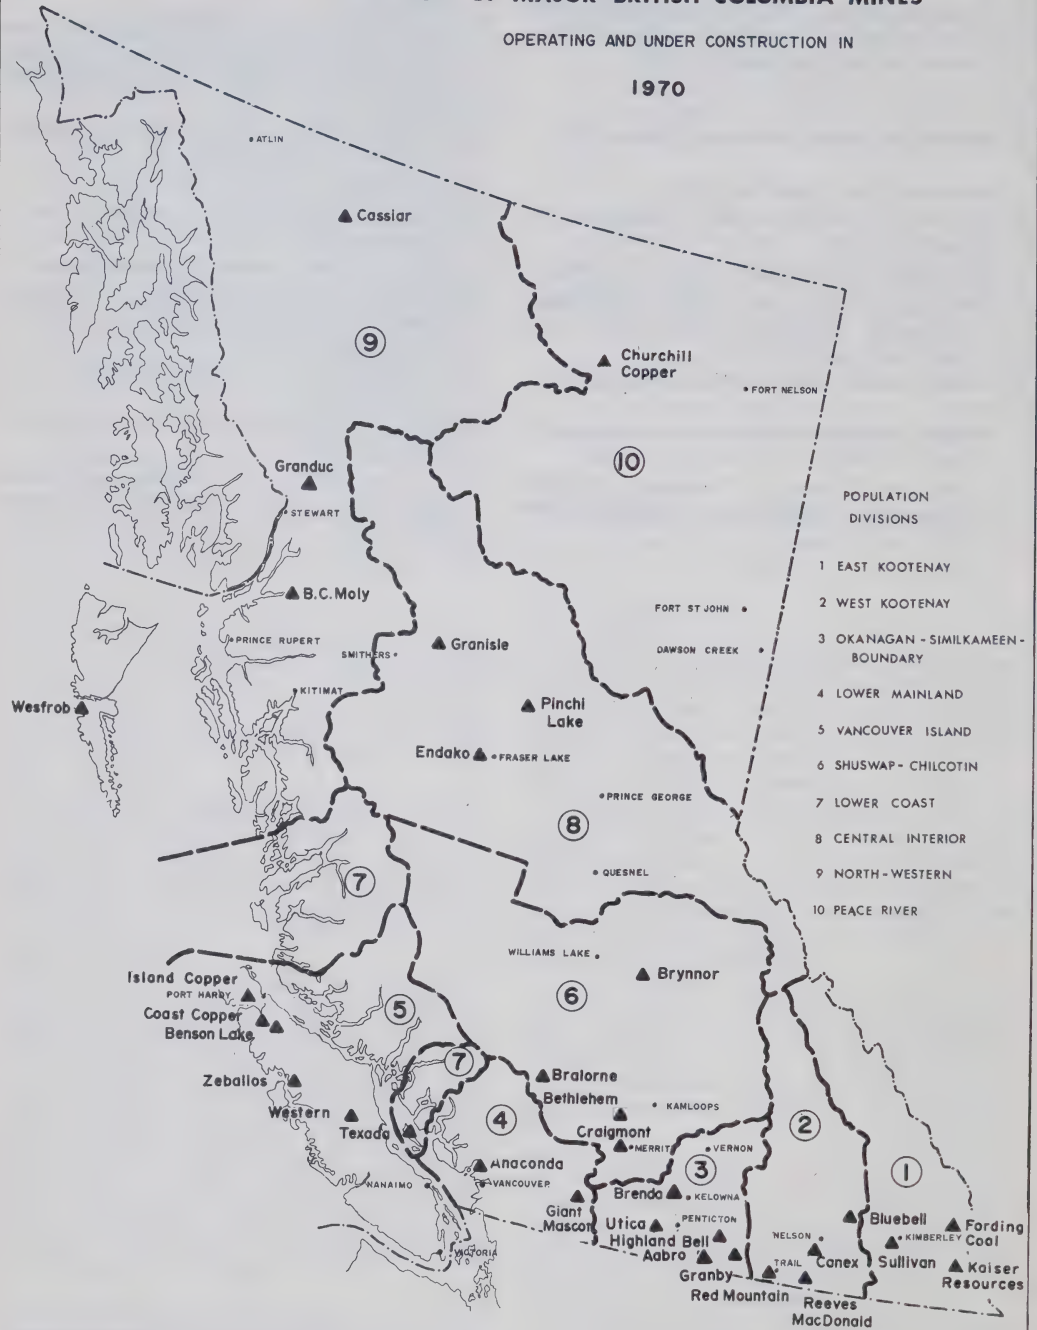 OF MAJOR BRITISH COLUMBIA MINES
OPERATING AND UNDER CONSTRUCTION IN
1970
ATLIN
Cassiar
9
Churchill
Copper
FORT NELSON
10
Granduc
STEWART
POPULATION
DIVISIONS
1 EAST KOOTENAY
2 WEST KOOTENAY
3 OKANAGAN - SIMILKAMEEN -
BOUNDARY
4 LOWER MAINLAND
5 VANCOUVER ISLAND
6 SHUSWAP - CHILCOTIN
7 LOWER COAST
8 CENTRAL INTERIOR
9 NORTH - WESTERN
10 PEACE RIVER
B.C. Moly
FORT ST JOHN
PRINCE RUPERT
SMITHERS
Granisle
DAWSON CREEK
KITIMAT
Wesfrob
Pinchi
Lake
Endako
FRASER LAKE
PRINCE GEORGE
8
QUESNEL
7
WILLIAMS LAKE
Brynnor
Island Copper
PORT HARDY
6
Coast Copper
5
Benson Lake
7
Zeballos
Bralorne
Bethlehem
KAMLOOPS
Western
Texada
4
Craigmont
MERRIT
VERNON
2
3
1
Anaconda
NANAIMO
VANCOUVER
Brenda
KELOWNA
Giant
Mascot
Utica
PENTICTON
Bluebell
Fording
Coal
Highland Bell
NELSON
KIMBERLEY
VICTORIA
Aabro
Canex
Sullivan
Granby
TRAIL
Kaiser
Resources
Red Mountain
Reeves
MacDonald